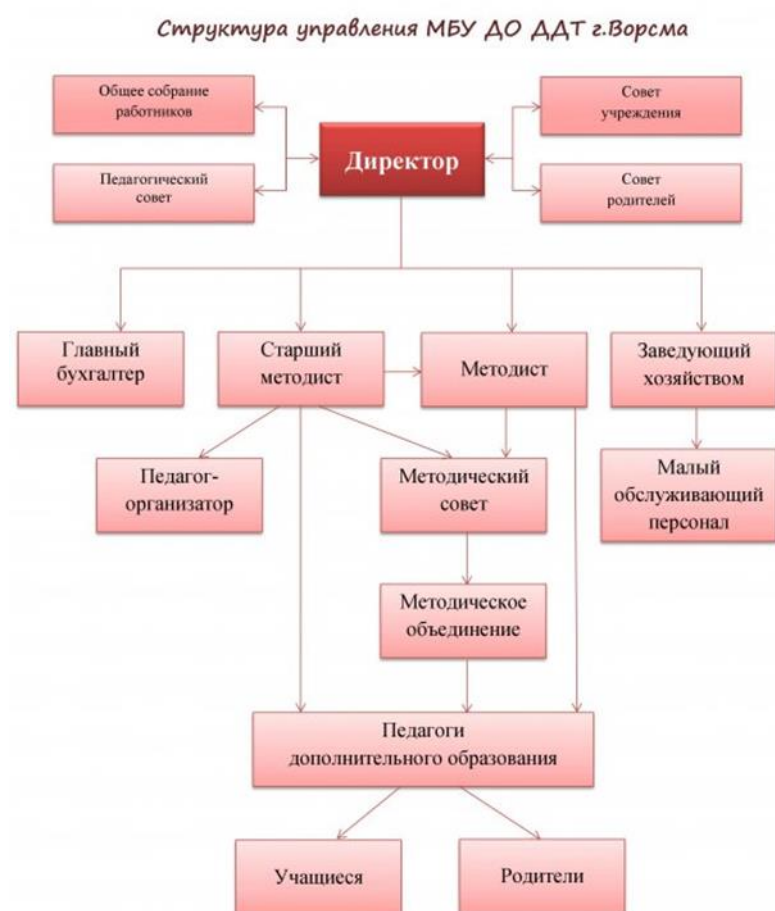 Структура управления МБУ ДО ДДТ г.Ворсма
Общее собрание
работников
Совет
учреждения
Директор
Педагогический
совет
Совет
родителей
Главный
бухгалтер
Старший
методист
Методист
Заведующий
хозяйством
Педагог-
организатор
Методический
совет
Малый
обслуживающий
персонал
Методическое
объединение
Педагоги
дополнительного образования
Учащиеся
Родители